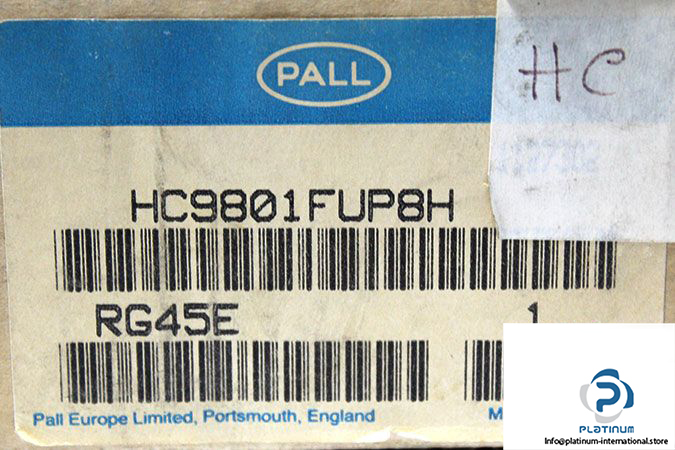 PALL
HC
HC9801FUP8H
RG45E 1
Pall Europe Limited, Portsmouth, England
PLATINUM
Info@platinum-international.store